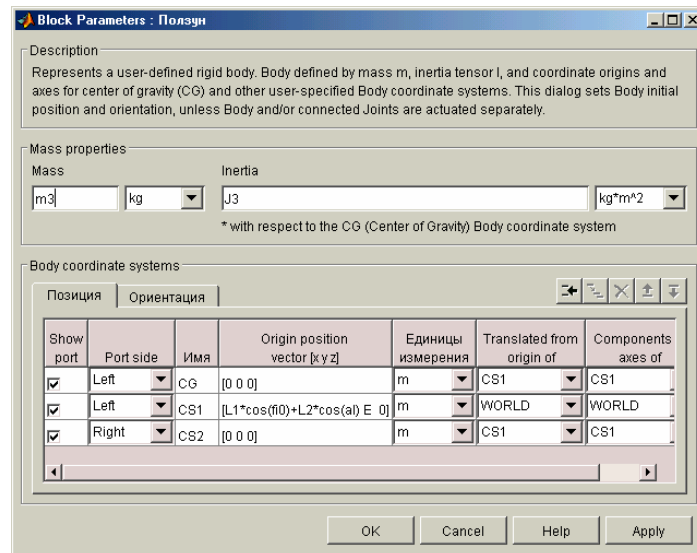 Block Parameters : Ползун
Description
Represents a user-defined rigid body. Body defined by mass m, inertia tensor I, and coordinate origins and
axes for center of gravity (CG) and other user-specified Body coordinate systems. This dialog sets Body initial
position and orientation, unless Body and/or connected Joints are actuated separately.
Mass properties
Mass Inertia
m3 kg J3 kg*m^2
* with respect to the CG (Center of Gravity) Body coordinate system
Body coordinate systems
Позиция Ориентация
Show port Port side Имя Origin position vector [x y z] Единицы измерения Translated from origin of Components axes of
Left CG [0 0 0] m CS1 CS1
Left CS1 [L1*cos(fi0)+L2*cos(al) E 0] m WORLD WORLD
Right CS2 [0 0 0] m CS1 CS1
OK Cancel Help Apply